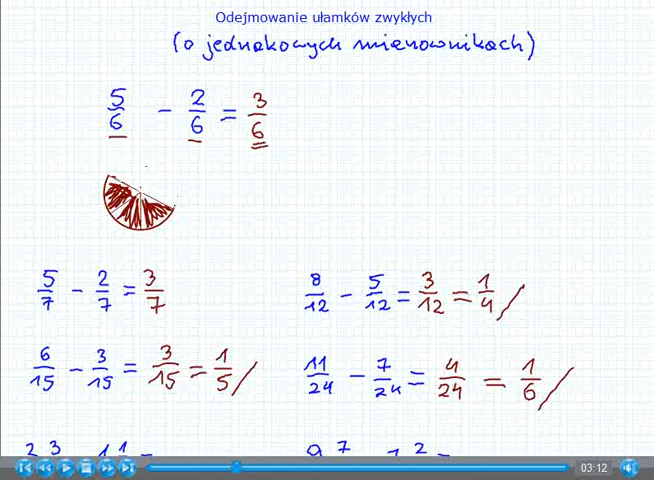 Odejmowanie ułamków zwykłych
(o jednakowych mianownikach)
5/6 - 2/6 = 3/6
5/7 - 2/7 = 3/7
8/12 - 5/12 = 3/12 = 1/4
6/15 - 3/15 = 3/15 = 1/5
11/24 - 7/24 = 4/24 = 1/6
03:12